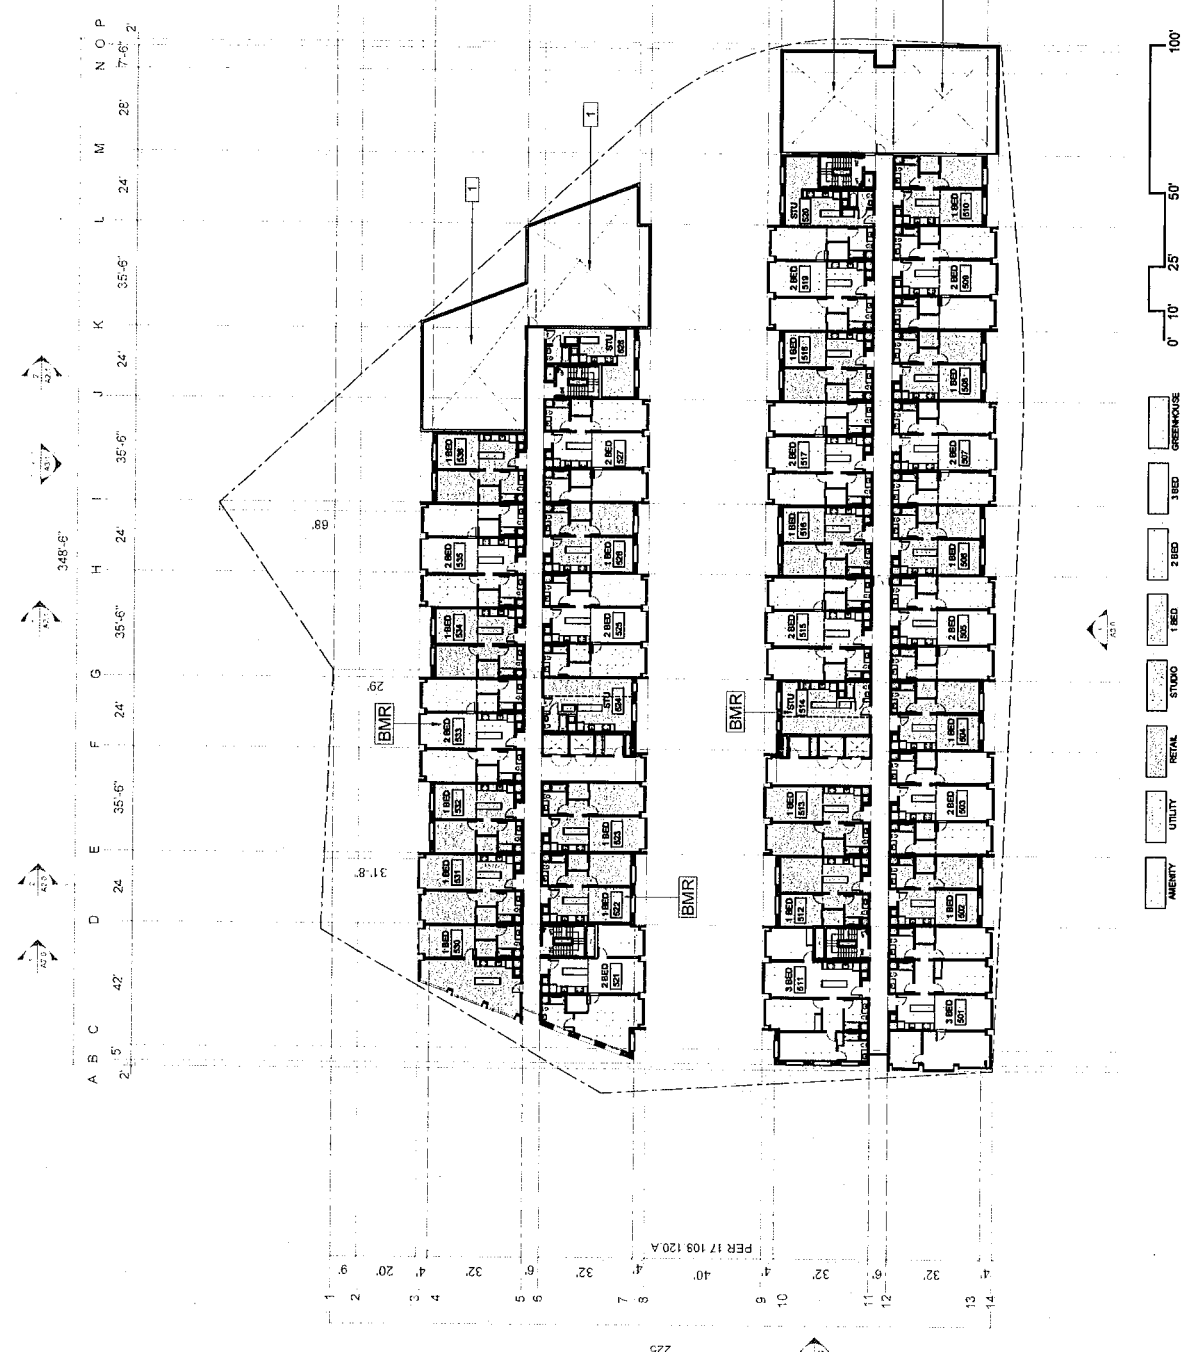 A B C D E F G H I J K L M N O P
2' 5' 42' 24 31'-8" 35'-6" 24' 35'-6" 24' 35'-6" 24' 35'-6" 24' 28' 7'-6" 2'
348'-6"
68'
29'
31'-8"
1
1
BMR
BMR
BMR
1 BED 536
2 BED 535
1 BED 534
2 BED 533
1 BED 532
1 BED 531
1 BED 530
STU
2 BED 527
1 BED 526
2 BED 525
STU 524
1 BED 523
1 BED 522
2 BED 521
STU 520
2 BED 519
1 BED 518
2 BED 517
1 BED 516
2 BED 515
STU 514
1 BED 513
1 BED 512
3 BED 511
1 BED 510
2 BED 509
1 BED 508
2 BED 507
1 BED 506
2 BED 505
1 BED 504
2 BED 503
1 BED 502
3 BED 501
AMENITY
UTILITY
RETAIL
STUDIO
1 BED
2 BED
3 BED
GREENHOUSE
0' 10' 25' 50' 100'
PER 17 109.120.A
9' 20' 4' 32' 6' 32' 4' 40' 4' 32' 6' 32' 4'
1 2 3 4 5 6 7 8 9 10 11 12 13 14
225